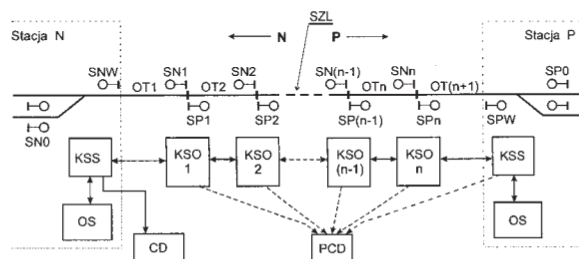 SZL
Stacja N
N P
Stacja P
SNW SN1 SN2 SN(n-1) SNn SP0
OT1 OT2 OTn OT(n+1)
SP1 SP2 SP(n-1) SPn SPW
SN0
KSS KSO KSO KSO KSO KSS
1 2 (n-1) n
OS OS
CD PCD